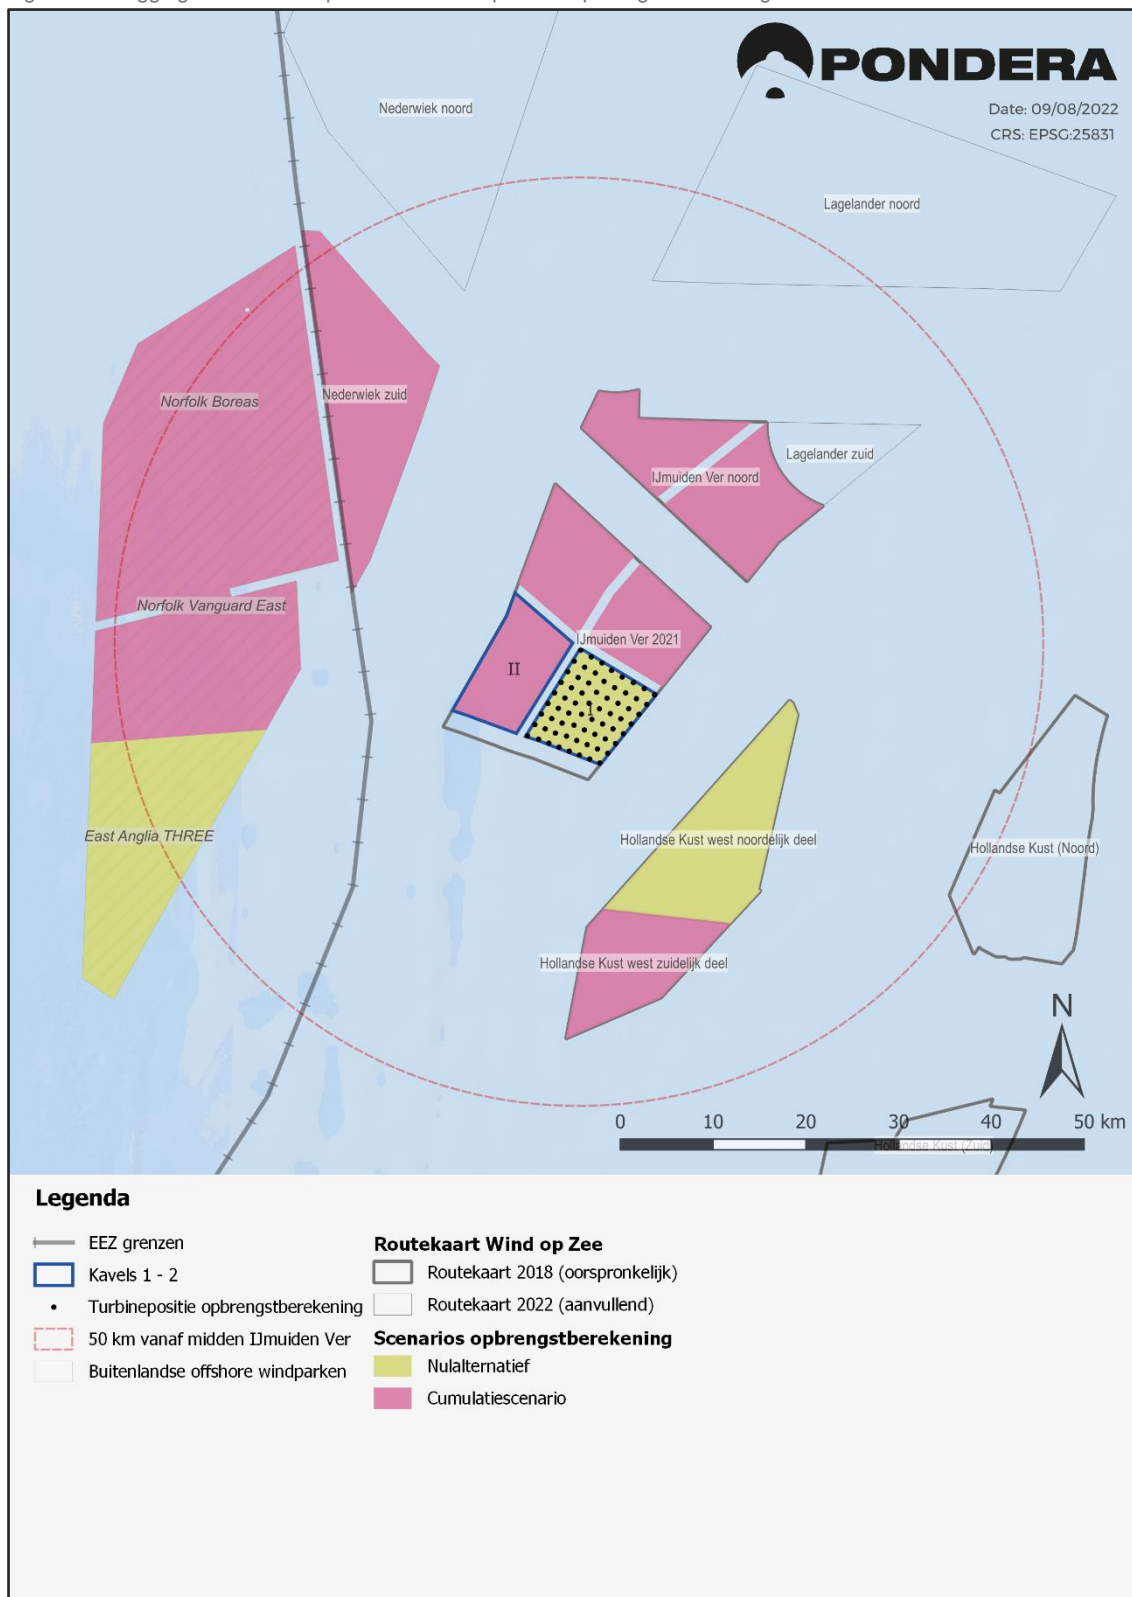 PONDERA
Date: 09/08/2022
CRS: EPSG:25831
Nederwiek noord
Lagelander noord
Norfolk Boreas
Nederwiek zuid
Lagelander zuid
IJmuiden Ver noord
Norfolk Vanguard East
IJmuiden Ver 2021
II
I
East Anglia THREE
Hollandse Kust west noordelijk deel
Hollandse Kust (Noord)
Hollandse Kust west zuidelijk deel
N
0 10 20 30 40 50 km
Hollandse Kust (Zuid)
Legenda
EEZ grenzen
Kavels 1 - 2
Turbinepositie opbrengstberekening
50 km vanaf midden IJmuiden Ver
Buitenlandse offshore windparken
Routekaart Wind op Zee
Routekaart 2018 (oorspronkelijk)
Routekaart 2022 (aanvullend)
Scenarios opbrengstberekening
Nulalternatief
Cumulatiescenario